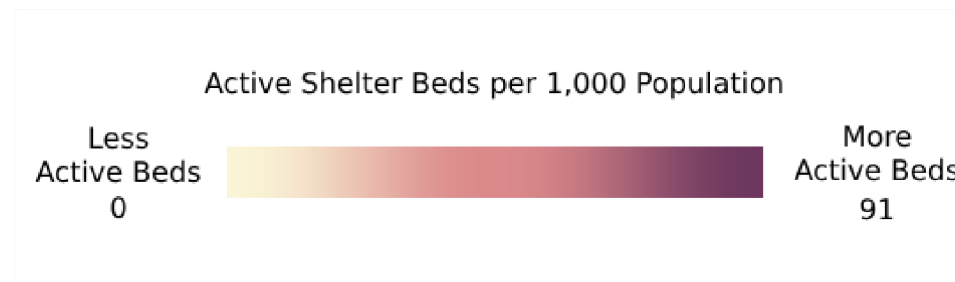 Active Shelter Beds per 1,000 Population
Less
Active Beds
0
More
Active Beds
91